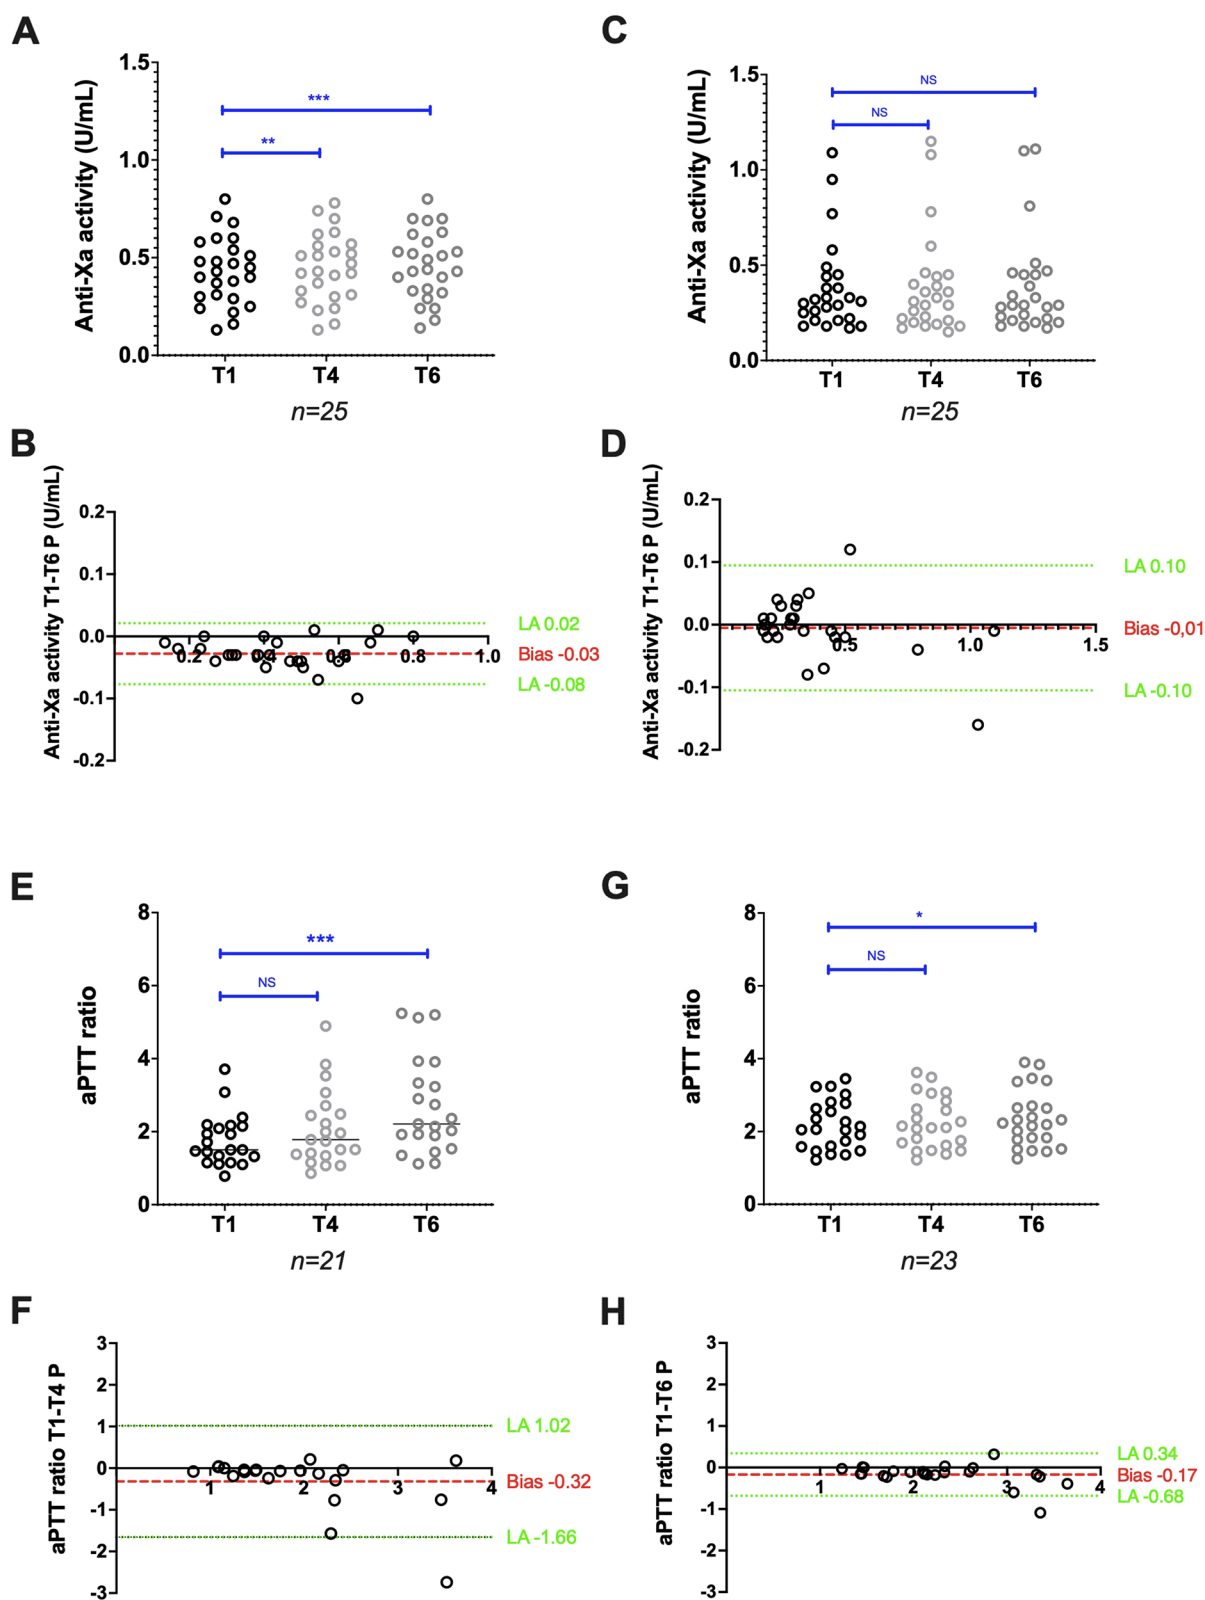 A
Anti-Xa activity (U/mL)
1.5
1.0
0.5
0.0
***
**
T1 T4 T6
n=25
C
Anti-Xa activity (U/mL)
1.5
1.0
0.5
0.0
NS
NS
T1 T4 T6
n=25
B
Anti-Xa activity T1-T6 P (U/mL)
0.2
0.1
0.0
-0.1
-0.2
0.2 0.4 0.6 0.8 1.0
LA 0.02
Bias -0.03
LA -0.08
D
Anti-Xa activity T1-T6 P (U/mL)
0.2
0.1
0.0
-0.1
-0.2
0.5 1.0 1.5
LA 0.10
Bias -0,01
LA -0.10
E
aPTT ratio
8
6
4
2
0
***
NS
T1 T4 T6
n=21
G
aPTT ratio
8
6
4
2
0
*
NS
T1 T4 T6
n=23
F
aPTT ratio T1-T4 P
3
2
1
0
-1
-2
-3
1 2 3 4
LA 1.02
Bias -0.32
LA -1.66
H
aPTT ratio T1-T6 P
3
2
1
0
-1
-2
-3
1 2 3 4
LA 0.34
Bias -0.17
LA -0.68